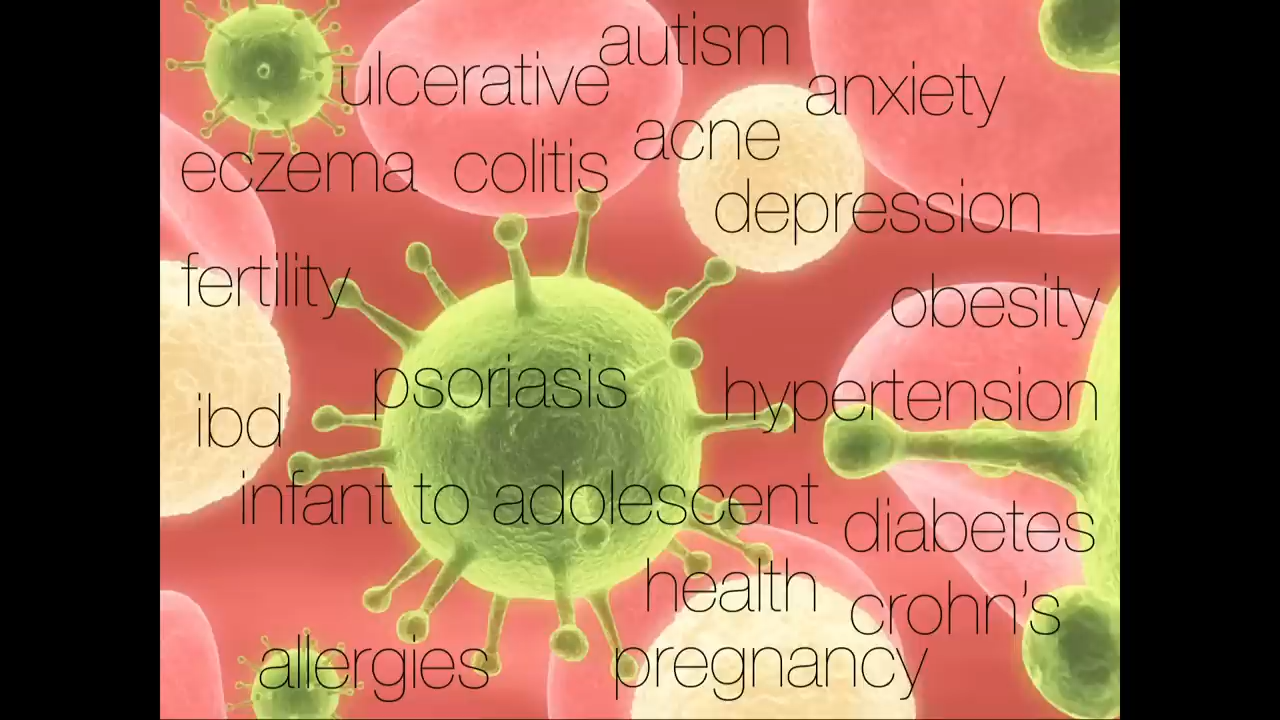 autism
ulcerative
anxiety
acne
eczema colitis
depression
fertility
obesity
psoriasis
hypertension
ibd
infant to adolescent
diabetes
health
crohn's
allergies
pregnancy